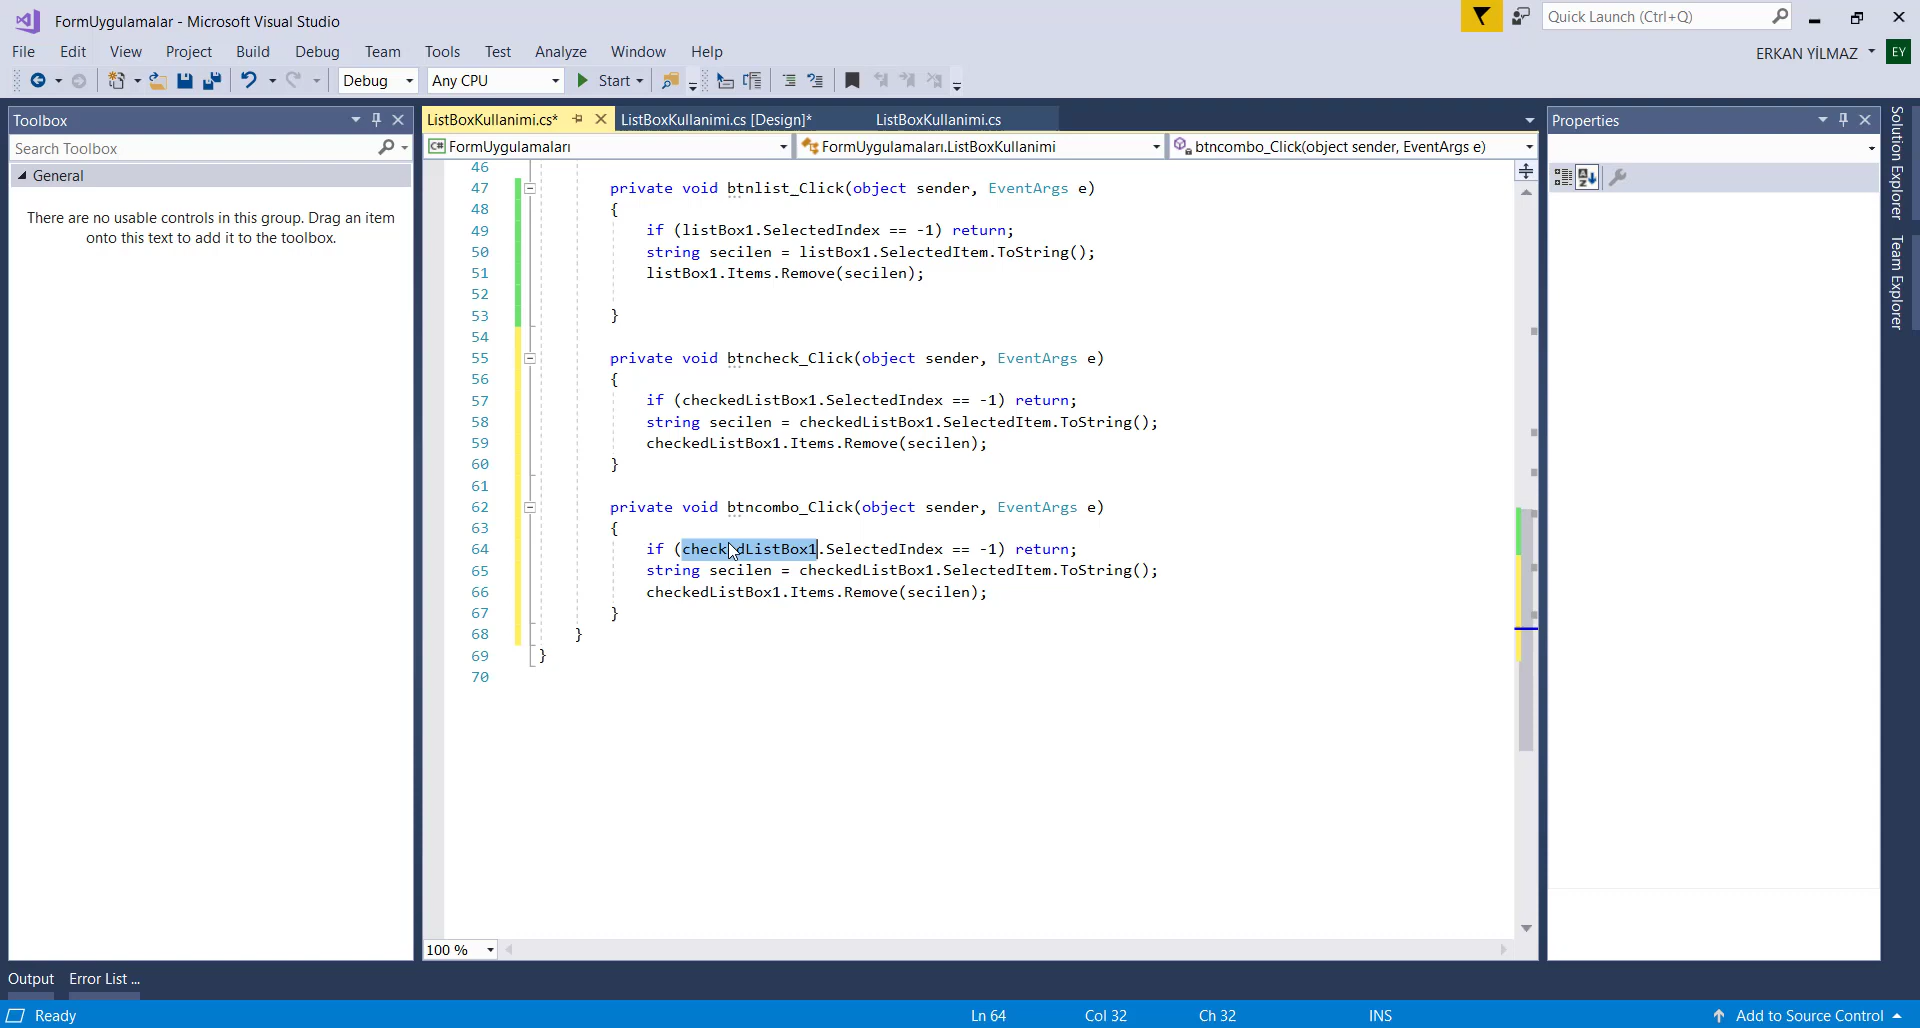 FormUygulamalar - Microsoft Visual Studio
Quick Launch (Ctrl+Q)
File Edit View Project Build Debug Team Tools Test Analyze Window Help
ERKAN YİLMAZ EY
Debug Any CPU Start
Toolbox
Search Toolbox
General
There are no usable controls in this group. Drag an item
onto this text to add it to the toolbox.
ListBoxKullanimi.cs* ListBoxKullanimi.cs [Design]* ListBoxKullanimi.cs
FormUygulamaları FormUygulamaları.ListBoxKullanimi btncombo_Click(object sender, EventArgs e)
46
47 private void btnlist_Click(object sender, EventArgs e)
48 {
49 if (listBox1.SelectedIndex == -1) return;
50 string secilen = listBox1.SelectedItem.ToString();
51 listBox1.Items.Remove(secilen);
52
53 }
54
55 private void btncheck_Click(object sender, EventArgs e)
56 {
57 if (checkedListBox1.SelectedIndex == -1) return;
58 string secilen = checkedListBox1.SelectedItem.ToString();
59 checkedListBox1.Items.Remove(secilen);
60 }
61
62 private void btncombo_Click(object sender, EventArgs e)
63 {
64 if (checkedListBox1.SelectedIndex == -1) return;
65 string secilen = checkedListBox1.SelectedItem.ToString();
66 checkedListBox1.Items.Remove(secilen);
67 }
68 }
69 }
70
100 %
Properties
Solution Explorer
Team Explorer
Output Error List ...
Ready Ln 64 Col 32 Ch 32 INS Add to Source Control